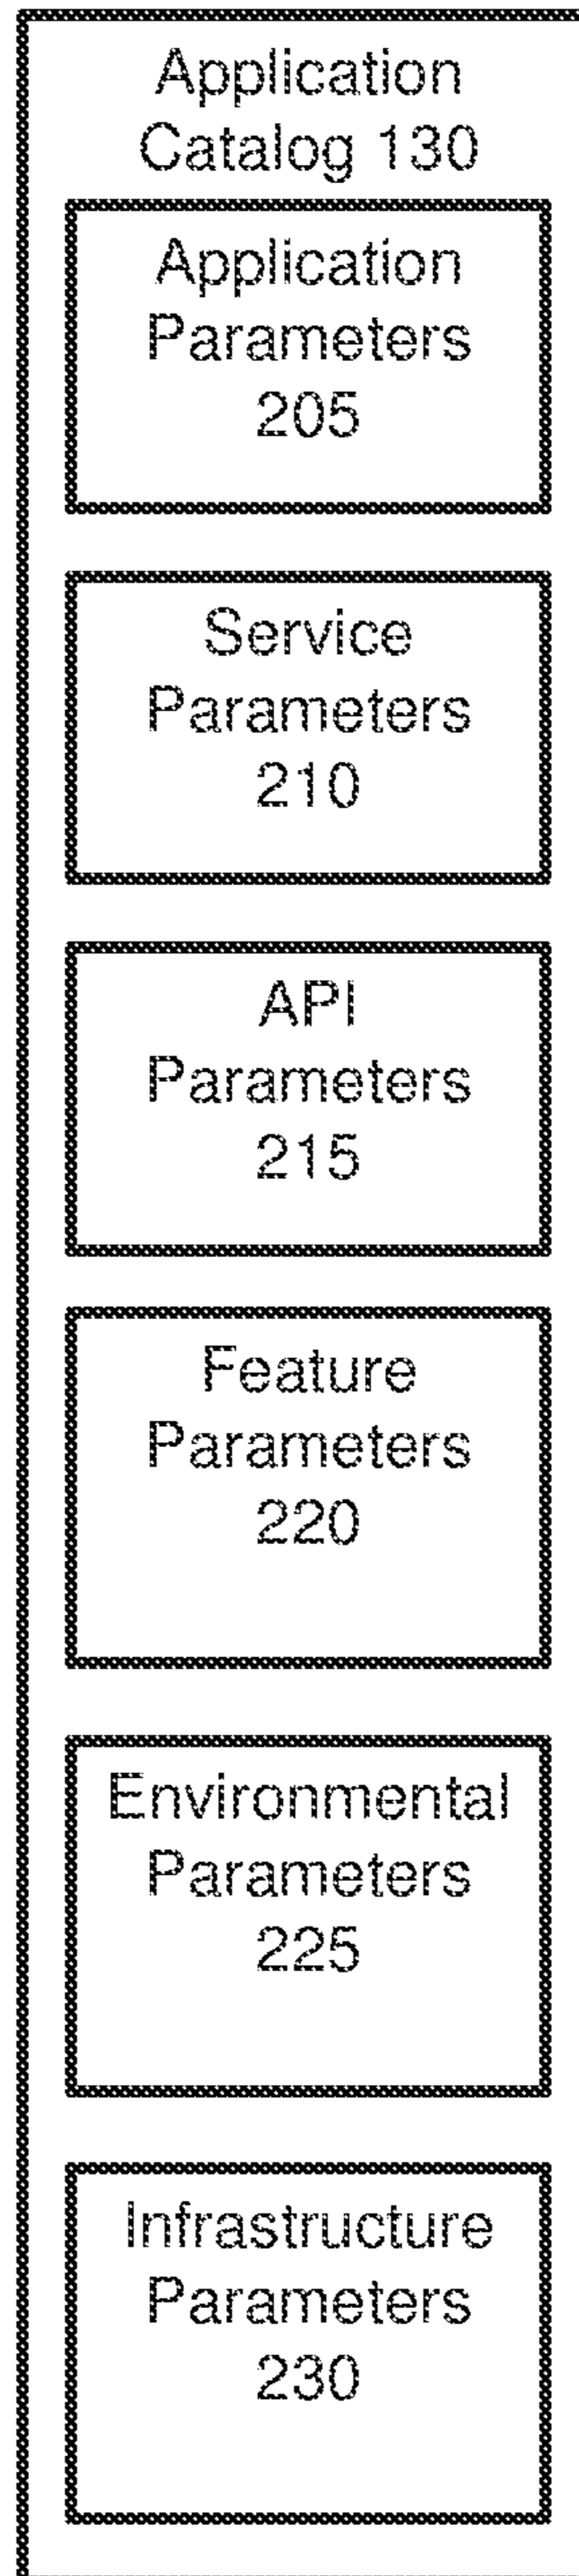 Application
Catalog 130
Application
Parameters
205
Service
Parameters
210
API
Parameters
215
Feature
Parameters
220
Environmental
Parameters
225
Infrastructure
Parameters
230